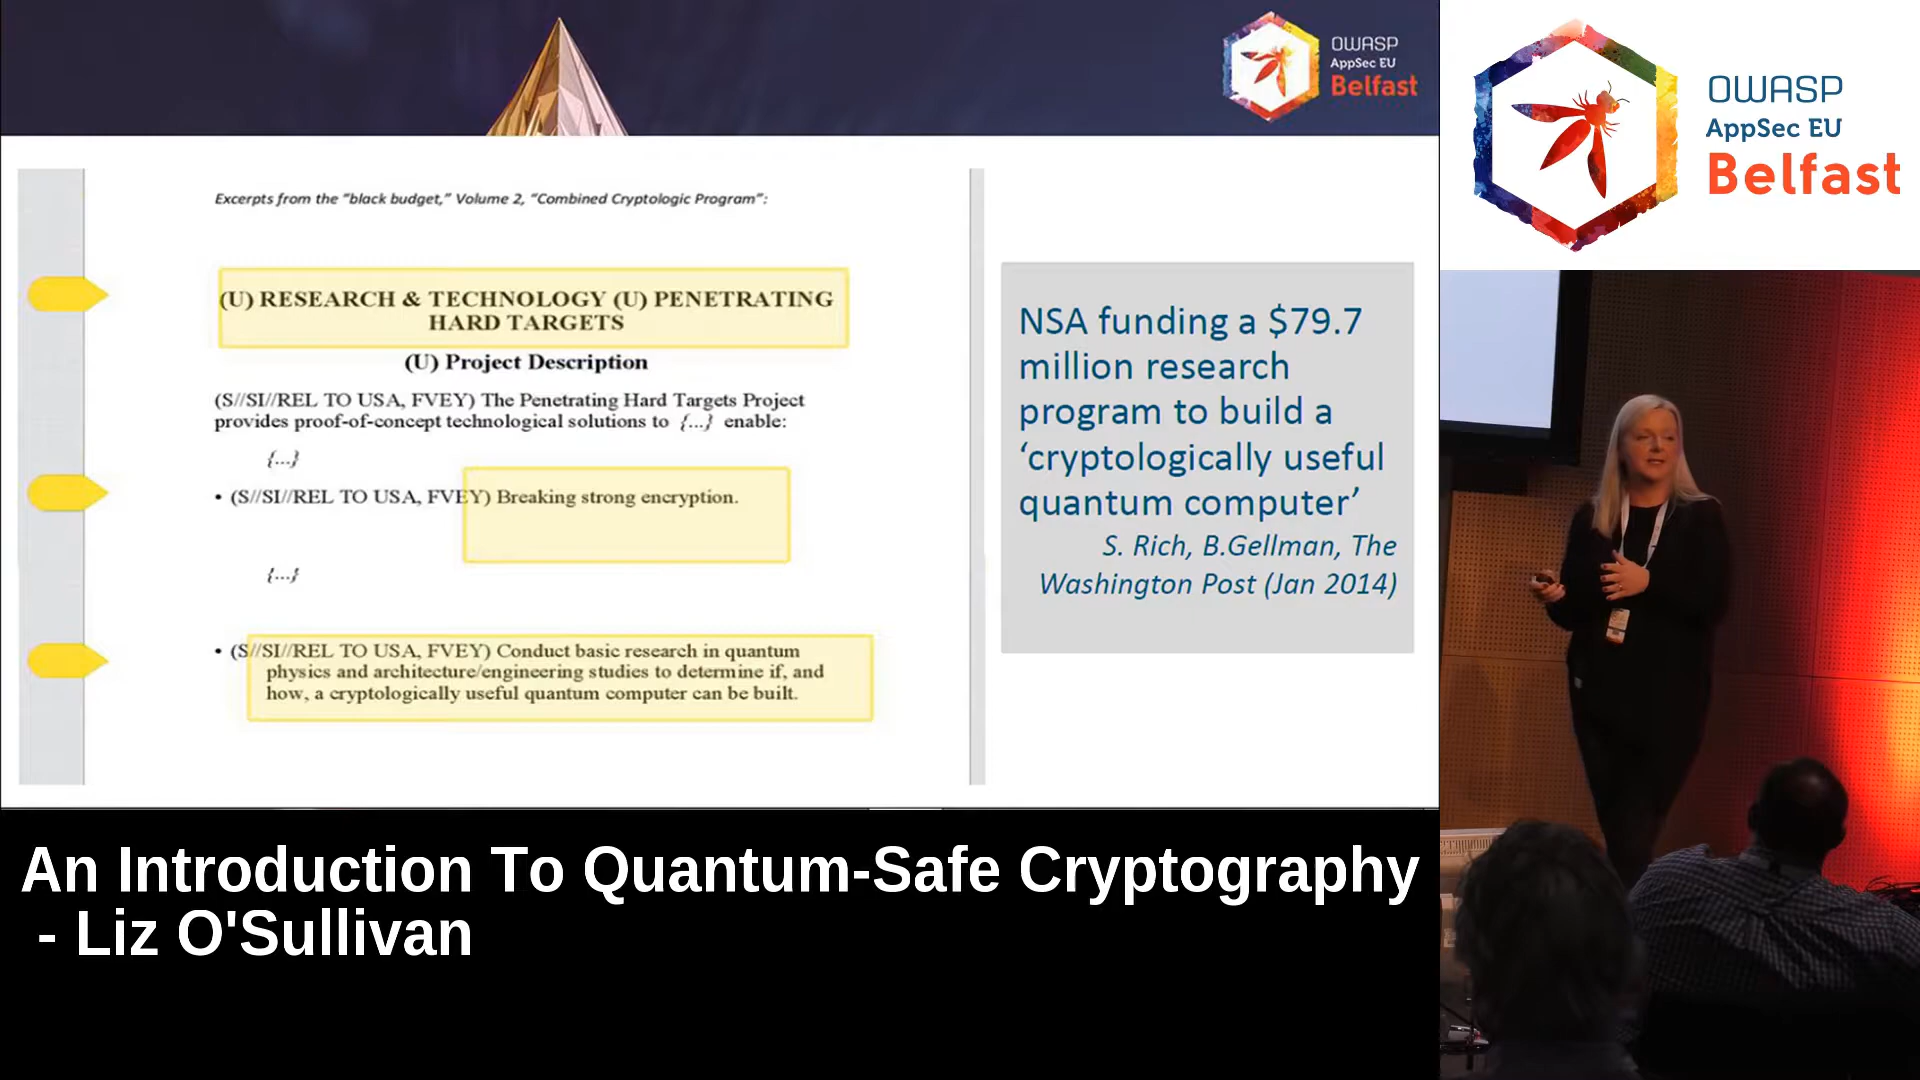 OWASP
AppSec EU
Belfast
OWASP
AppSec EU
Belfast
Excerpts from the "black budget," Volume 2, "Combined Cryptologic Program":
(U) RESEARCH & TECHNOLOGY (U) PENETRATING
HARD TARGETS
(U) Project Description
(S//SI//REL TO USA, FVEY) The Penetrating Hard Targets Project
provides proof-of-concept technological solutions to {...} enable:
{...}
• (S//SI//REL TO USA, FVEY) Breaking strong encryption.
{...}
• (S//SI//REL TO USA, FVEY) Conduct basic research in quantum
physics and architecture/engineering studies to determine if, and
how, a cryptologically useful quantum computer can be built.
NSA funding a $79.7
million research
program to build a
‘cryptologically useful
quantum computer’
S. Rich, B.Gellman, The
Washington Post (Jan 2014)
An Introduction To Quantum-Safe Cryptography
- Liz O'Sullivan